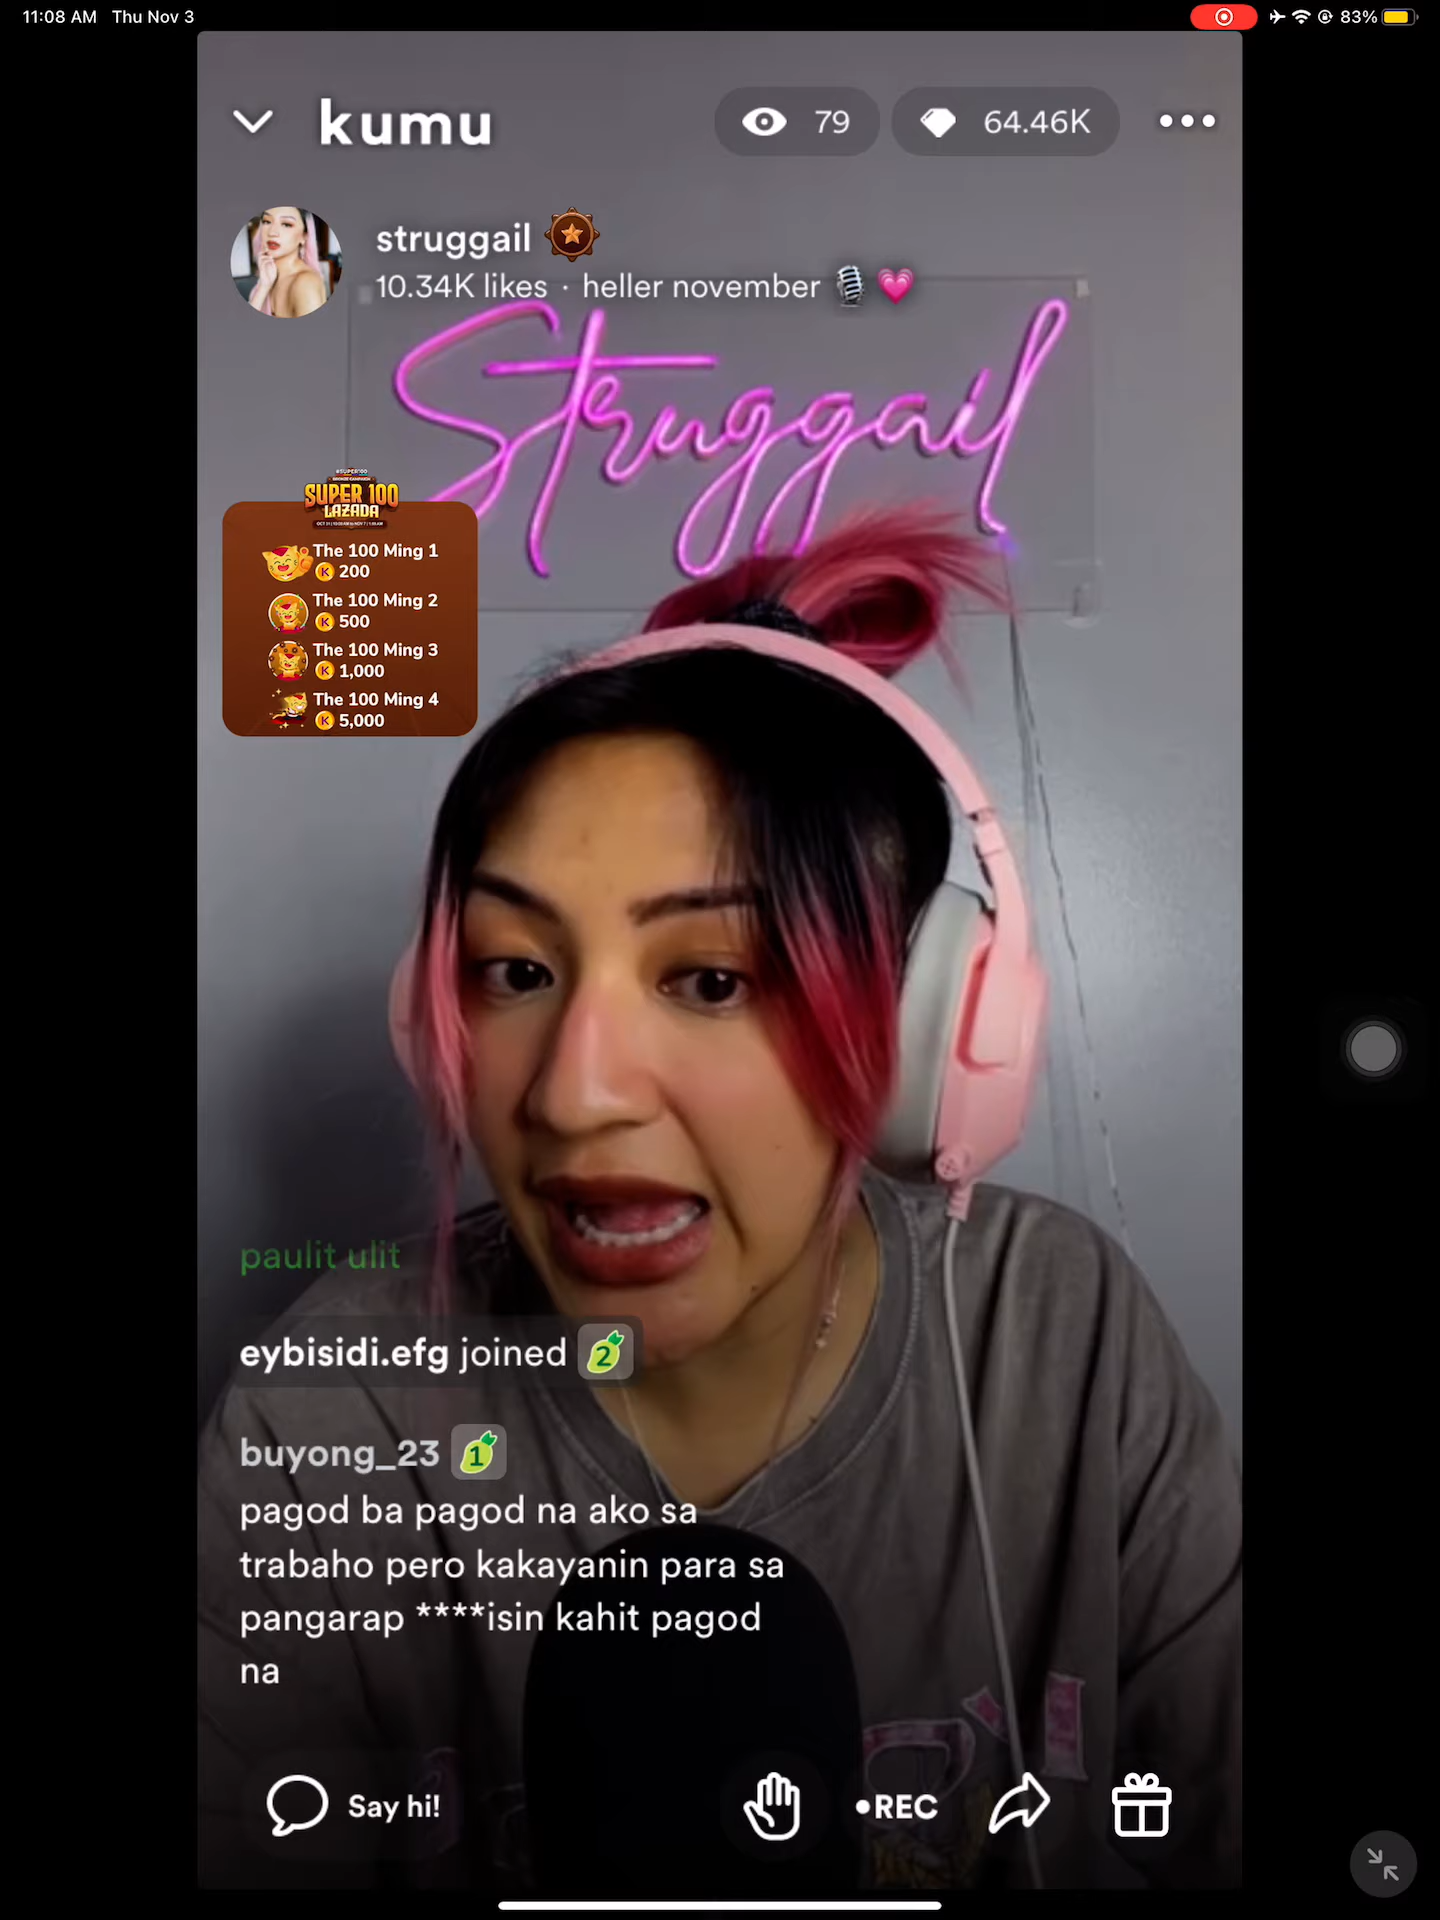 11:08 AM Thu Nov 3
83%
kumu
79
64.46K
struggail
10.34K likes · heller november
Struggail
#SUPER100
BRONZE CAMPAIGN
SUPER 100
LAZADA
The 100 Ming 1
K 200
The 100 Ming 2
K 500
The 100 Ming 3
K 1,000
The 100 Ming 4
K 5,000
paulit ulit
eybisidi.efg joined 2
buyong_23 1
pagod ba pagod na ako sa
trabaho pero kakayanin para sa
pangarap ****isin kahit pagod
na
Say hi!
•REC